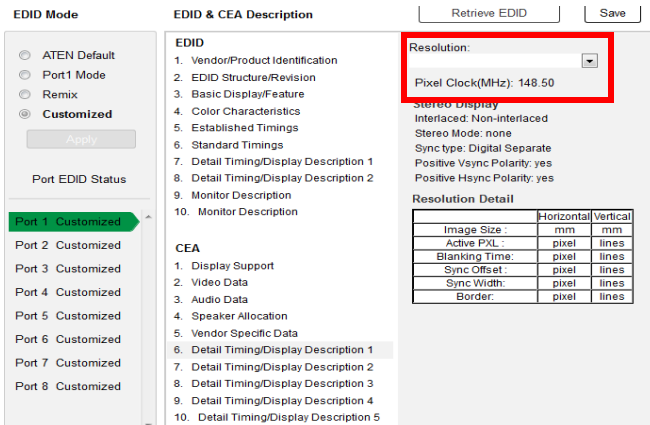 EDID Mode
ATEN Default
Port1 Mode
Remix
Customized
Apply
Port EDID Status
Port 1 Customized
Port 2 Customized
Port 3 Customized
Port 4 Customized
Port 5 Customized
Port 6 Customized
Port 7 Customized
Port 8 Customized
EDID & CEA Description
EDID
1. Vendor/Product Identification
2. EDID Structure/Revision
3. Basic Display/Feature
4. Color Characteristics
5. Established Timings
6. Standard Timings
7. Detail Timing/Display Description 1
8. Detail Timing/Display Description 2
9. Monitor Description
10. Monitor Description
CEA
1. Display Support
2. Video Data
3. Audio Data
4. Speaker Allocation
5. Vendor Specific Data
6. Detail Timing/Display Description 1
7. Detail Timing/Display Description 2
8. Detail Timing/Display Description 3
9. Detail Timing/Display Description 4
10. Detail Timing/Display Description 5
Retrieve EDID
Save
Resolution:
Pixel Clock(MHz): 148.50
Stereo Display
Interlaced: Non-interlaced
Stereo Mode: none
Sync type: Digital Separate
Positive Vsync Polarity: yes
Positive Hsync Polarity: yes
Resolution Detail
Horizontal Vertical
Image Size : mm mm
Active PXL : pixel lines
Blanking Time: pixel lines
Sync Offset : pixel lines
Sync Width: pixel lines
Border: pixel lines